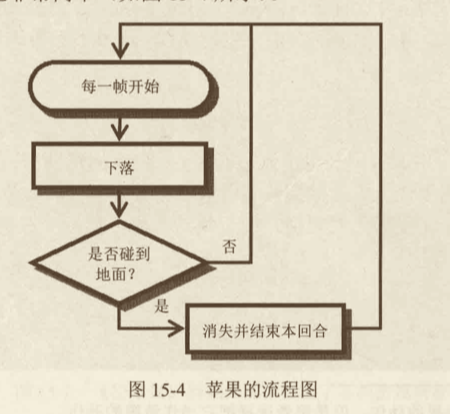 每一帧开始
下落
是否碰到
地面?
否
是
消失并结束本回合
图 15-4 苹果的流程图